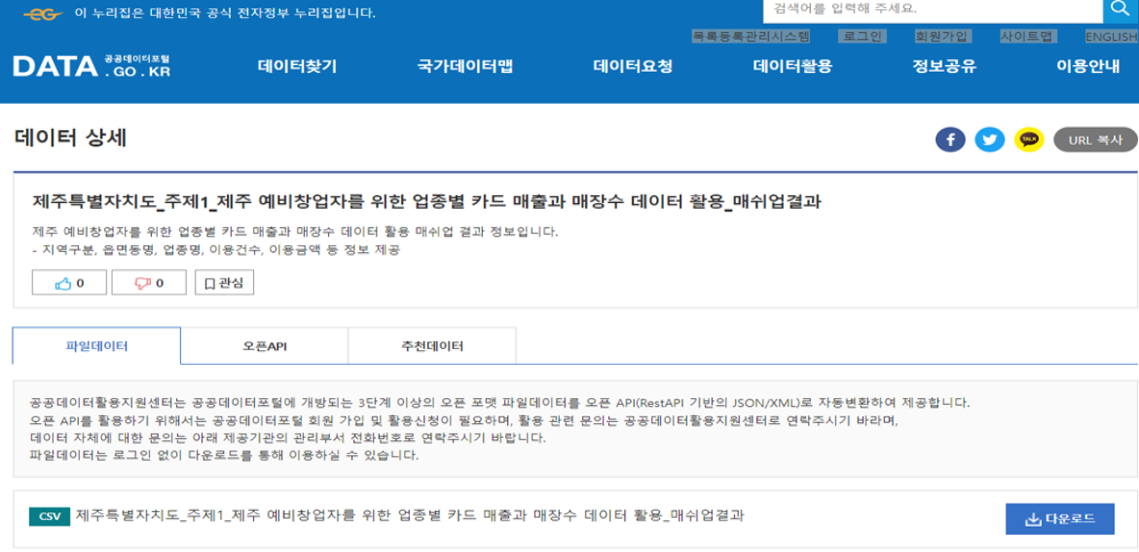 이 누리집은 대한민국 공식 전자정부 누리집입니다.
검색어를 입력해 주세요.
목록등록관리시스템 로그인 회원가입 사이트맵 ENGLISH
DATA 공공데이터포털 .GO.KR
데이터찾기 국가데이터맵 데이터요청 데이터활용 정보공유 이용안내
데이터 상세
f TALK URL 복사
제주특별자치도_주제1_제주 예비창업자를 위한 업종별 카드 매출과 매장수 데이터 활용_매쉬업결과
제주 예비창업자를 위한 업종별 카드 매출과 매장수 데이터 활용 매쉬업 결과 정보입니다.
- 지역구분, 읍면동명, 업종명, 이용건수, 이용금액 등 정보 제공
0 0 관심
파일데이터 오픈API 추천데이터
공공데이터활용지원센터는 공공데이터포털에 개방되는 3단계 이상의 오픈 포맷 파일데이터를 오픈 API(RestAPI 기반의 JSON/XML)로 자동변환하여 제공합니다.
오픈 API를 활용하기 위해서는 공공데이터포털 회원 가입 및 활용신청이 필요하며, 활용 관련 문의는 공공데이터활용지원센터로 연락주시기 바라며,
데이터 자체에 대한 문의는 아래 제공기관의 관리부서 전화번호로 연락주시기 바랍니다.
파일데이터는 로그인 없이 다운로드를 통해 이용하실 수 있습니다.
CSV 제주특별자치도_주제1_제주 예비창업자를 위한 업종별 카드 매출과 매장수 데이터 활용_매쉬업결과 다운로드